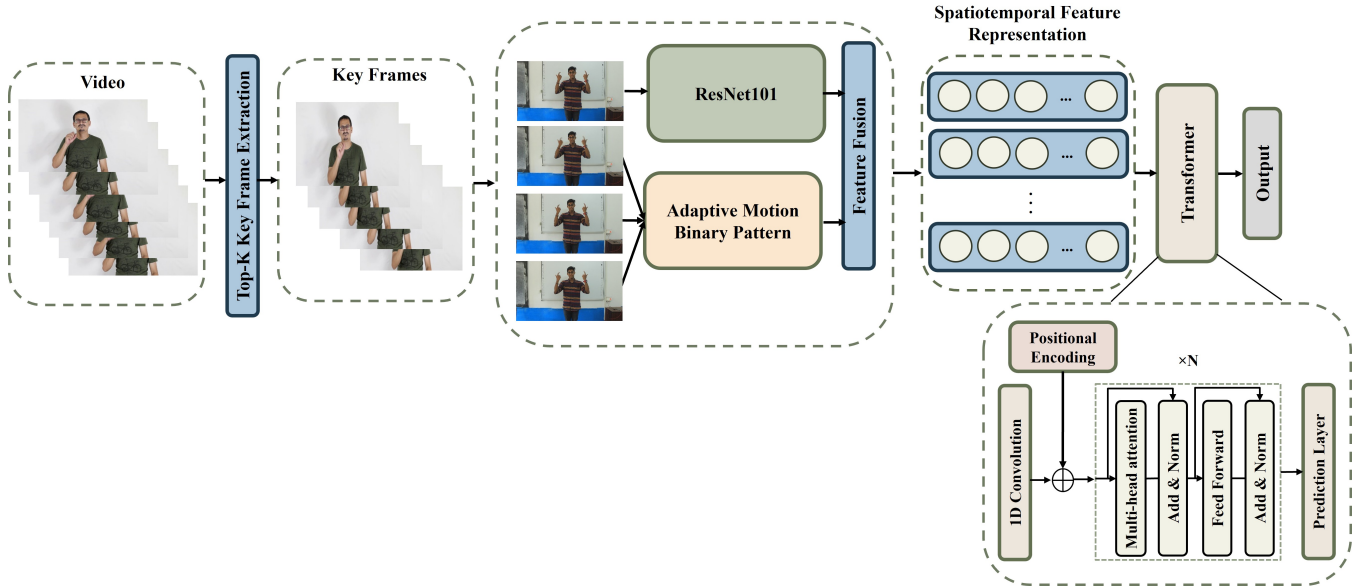 Video
Top-K Key Frame Extraction
Key Frames
ResNet101
Adaptive Motion
Binary Pattern
Feature Fusion
Spatiotemporal Feature
Representation
...
...
...
...
Transformer
Output
Positional
Encoding
×N
1D Convolution
Multi-head attention
Add & Norm
Feed Forward
Add & Norm
Prediction Layer